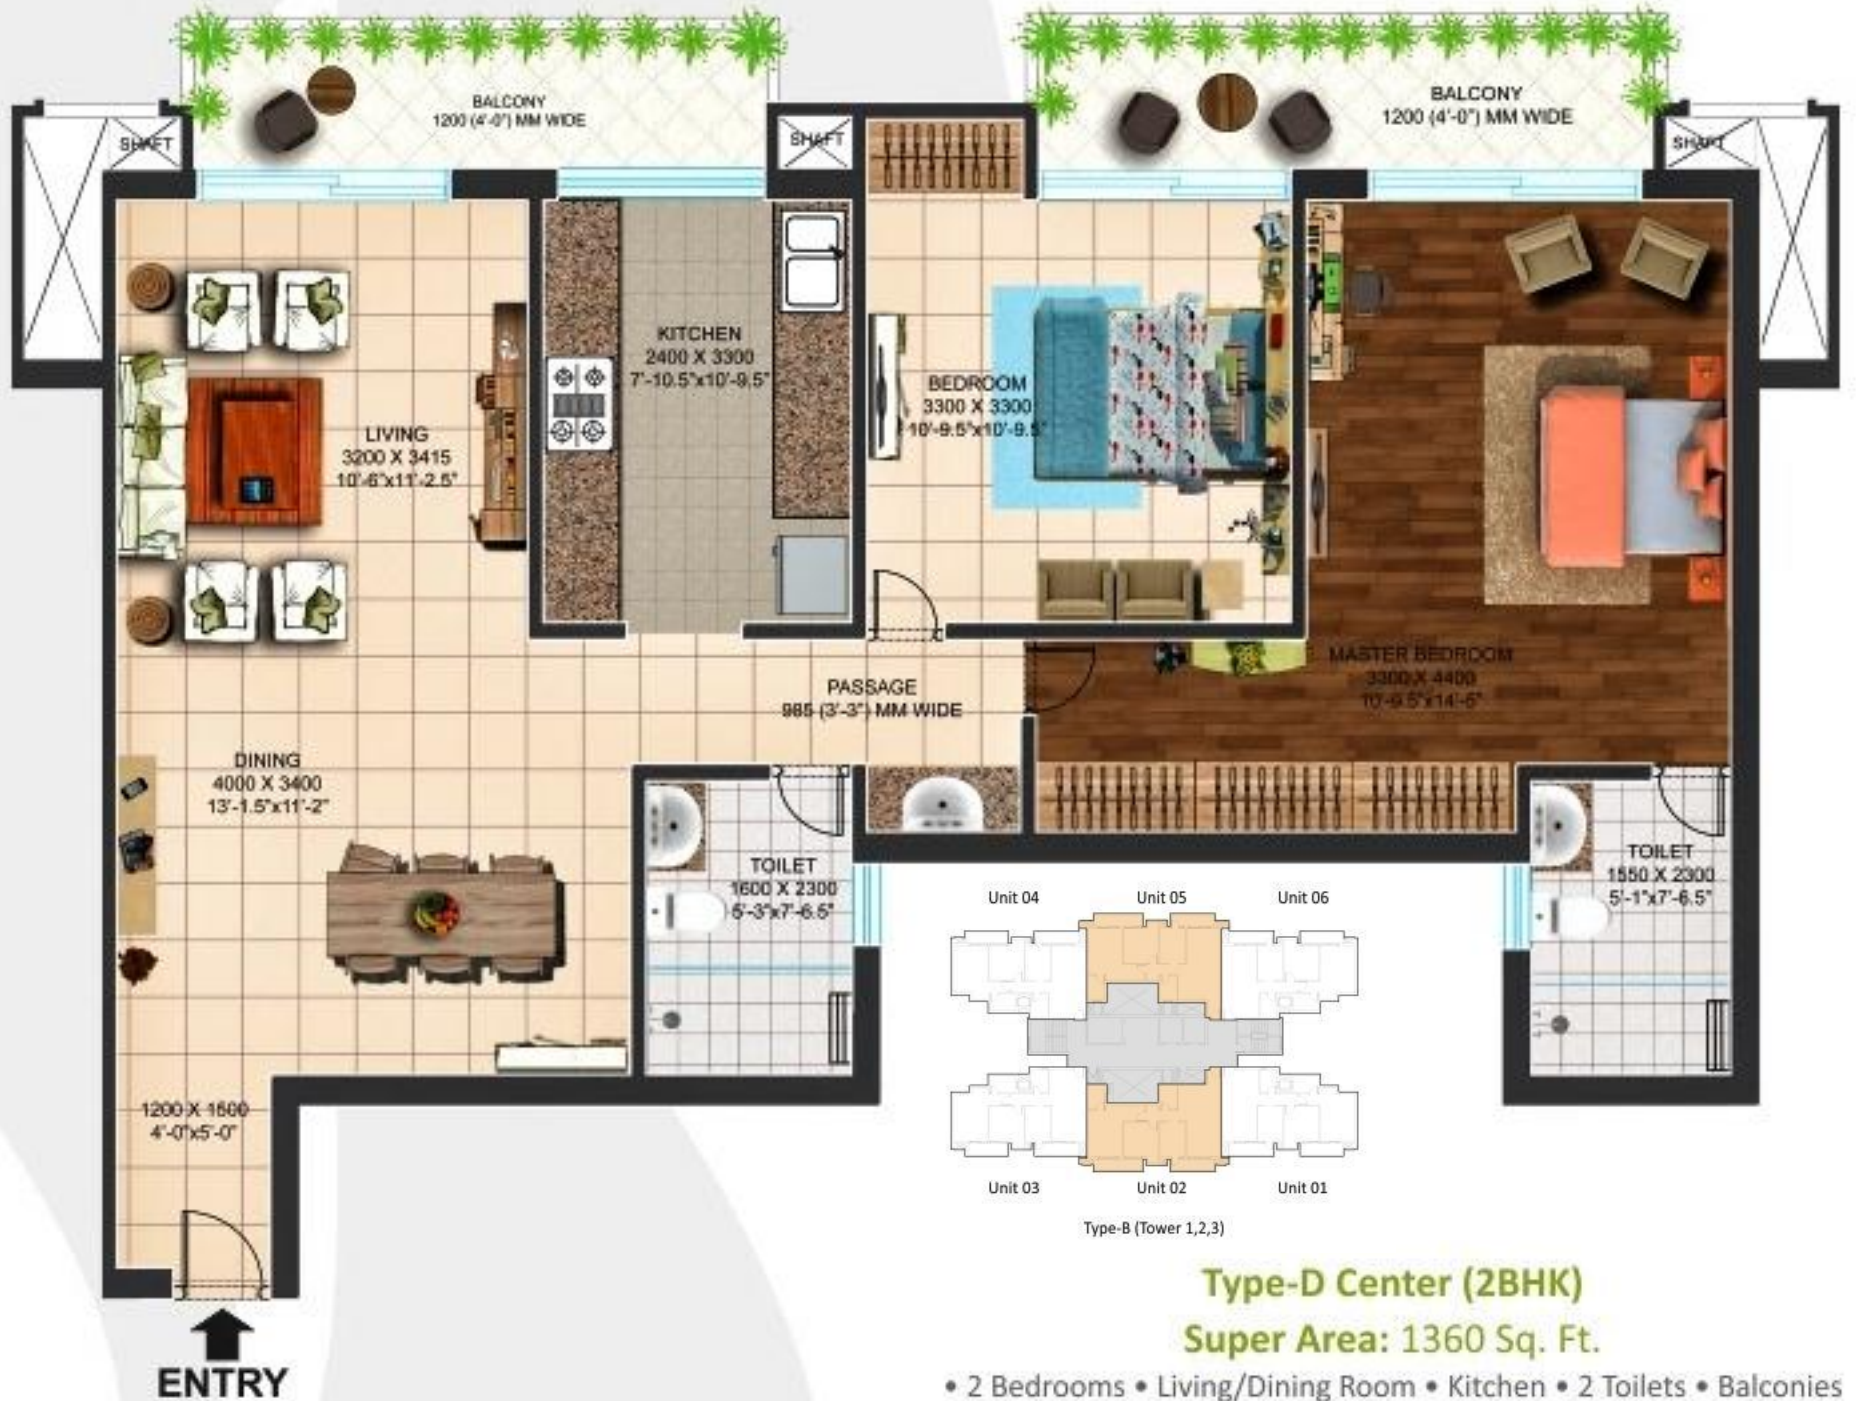 BALCONY
1200 (4'-0") MM WIDE
BALCONY
1200 (4'-0") MM WIDE
SHAFT
SHAFT
SHAFT
KITCHEN
2400 X 3300
7'-10.5"x10'-9.5"
BEDROOM
3300 X 3300
10'-9.5"x10'-9.5"
LIVING
3200 X 3415
10'-6"x11'-2.5"
MASTER BEDROOM
3300 X 4400
10'-9.5"x14'-5"
PASSAGE
985 (3'-3") MM WIDE
DINING
4000 X 3400
13'-1.5"x11'-2"
TOILET
1600 X 2300
5'-3"x7'-6.5"
TOILET
1550 X 2300
5'-1"x7'-6.5"
Unit 04
Unit 05
Unit 06
1200 X 1500
4'-0"x5'-0"
Unit 03
Unit 02
Unit 01
Type-B (Tower 1,2,3)
Type-D Center (2BHK)
Super Area: 1360 Sq. Ft.
ENTRY
• 2 Bedrooms • Living/Dining Room • Kitchen • 2 Toilets • Balconies